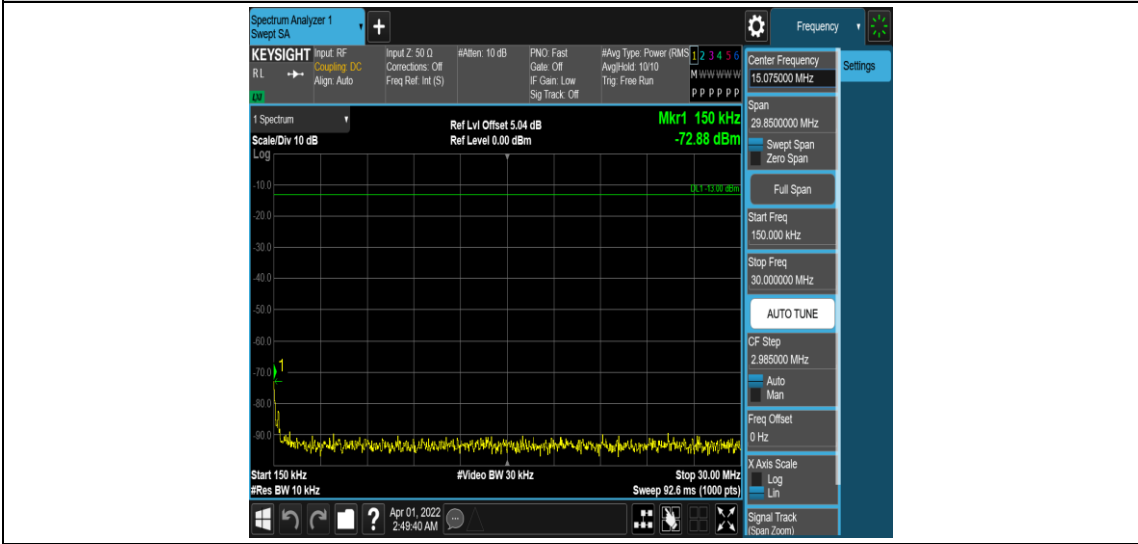 Spectrum Analyzer 1
Swept SA
+
Frequency
KEYSIGHT
RL
Input: RF
Coupling: DC
Align: Auto
Input Z: 50 Ω
Corrections: Off
Freq Ref: Int (S)
#Atten: 10 dB
PNO: Fast
Gate: Off
IF Gain: Low
Sig Track: Off
#Avg Type: Power (RMS
Avg|Hold: 10/10
Trig: Free Run
1 2 3 4 5 6
M W W W W W
P P P P P P
1 Spectrum
Scale/Div 10 dB
Log
Ref Lvl Offset 5.04 dB
Ref Level 0.00 dBm
Mkr1 150 kHz
-72.88 dBm
DL1 -13.00 dBm
-10.0
-20.0
-30.0
-40.0
-50.0
-60.0
-70.0
-80.0
-90.0
1
Start 150 kHz
#Res BW 10 kHz
#Video BW 30 kHz
Stop 30.00 MHz
Sweep 92.6 ms (1000 pts)
?
Apr 01, 2022
2:49:40 AM
Center Frequency
15.075000 MHz
Settings
Span
29.8500000 MHz
Swept Span
Zero Span
Full Span
Start Freq
150.000 kHz
Stop Freq
30.000000 MHz
AUTO TUNE
CF Step
2.985000 MHz
Auto
Man
Freq Offset
0 Hz
X Axis Scale
Log
Lin
Signal Track
(Span Zoom)